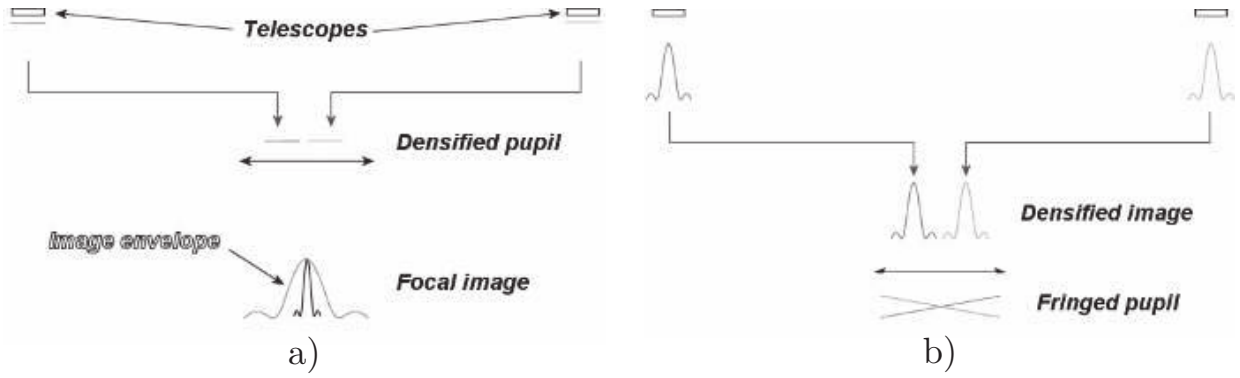 Telescopes
Densified pupil
Image envelope
Focal image
a)
Densified image
Fringed pupil
b)